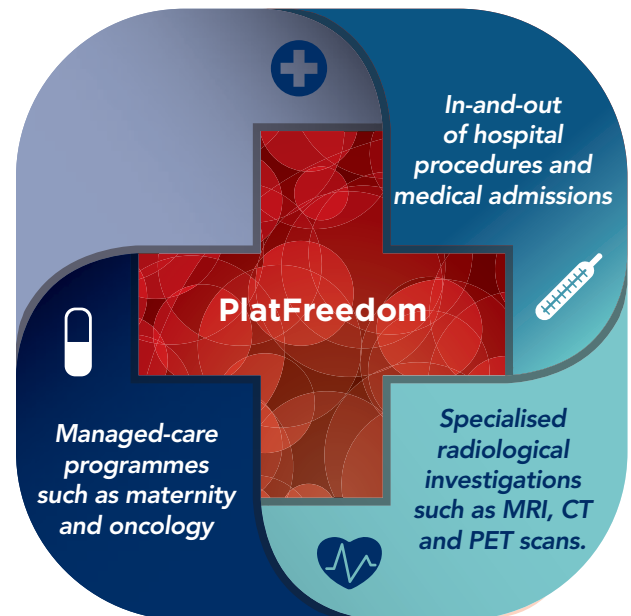 In-and-out
of hospital
procedures and
medical admissions
PlatFreedom
Managed-care
programmes
such as maternity
and oncology
Specialised
radiological
investigations
such as MRI, CT
and PET scans.